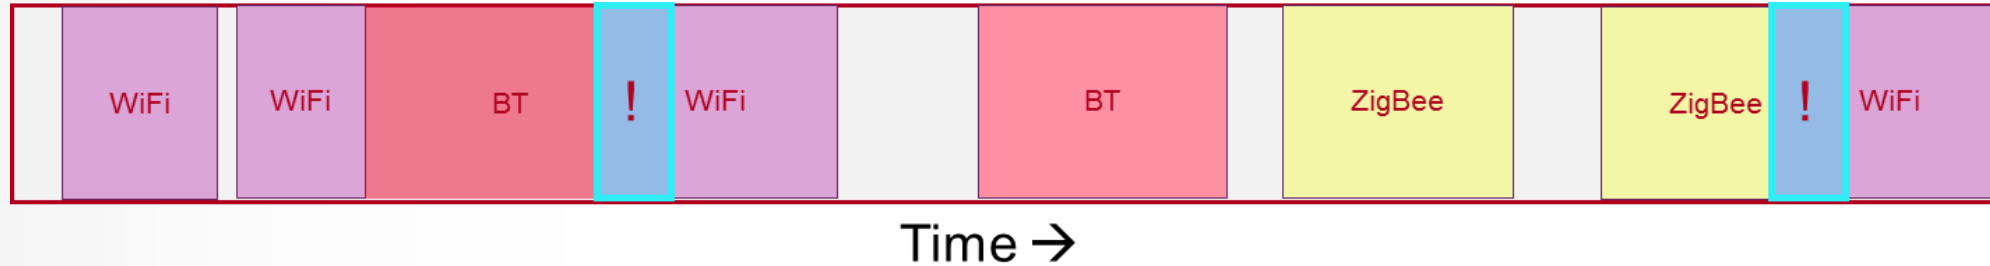 WiFi WiFi BT ! WiFi BT ZigBee ZigBee ! WiFi
Time →